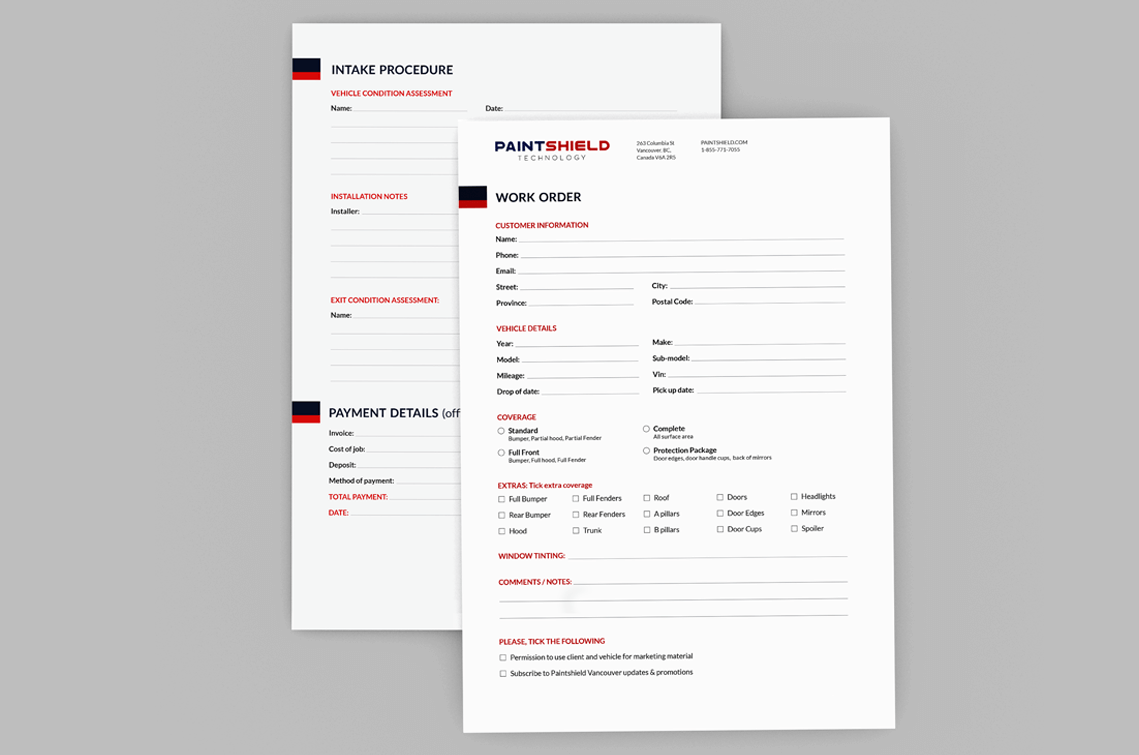 INTAKE PROCEDURE
VEHICLE CONDITION ASSESSMENT
Name: Date:
INSTALLATION NOTES
Installer:
EXIT CONDITION ASSESSMENT:
Name:
PAYMENT DETAILS (off
Invoice:
Cost of job:
Deposit:
Method of payment:
TOTAL PAYMENT:
DATE:
PAINTSHIELD
TECHNOLOGY
263 Columbia St.
Vancouver, BC,
Canada V6A 2R5
PAINTSHIELD.COM
1-855-771-7055
WORK ORDER
CUSTOMER INFORMATION
Name:
Phone:
Email:
Street: City:
Province: Postal Code:
VEHICLE DETAILS
Year: Make:
Model: Sub-model:
Mileage: Vin:
Drop of date: Pick up date:
COVERAGE
Standard
Bumper, Partial hood, Partial Fender
Complete
All surface area
Full Front
Bumper, Full hood, Full Fender
Protection Package
Door edges, door handle cups, back of mirrors
EXTRAS: Tick extra coverage
Full Bumper Full Fenders Roof Doors Headlights
Rear Bumper Rear Fenders A pillars Door Edges Mirrors
Hood Trunk B pillars Door Cups Spoiler
WINDOW TINTING:
COMMENTS / NOTES:
PLEASE, TICK THE FOLLOWING
Permission to use client and vehicle for marketing material
Subscribe to Paintshield Vancouver updates & promotions